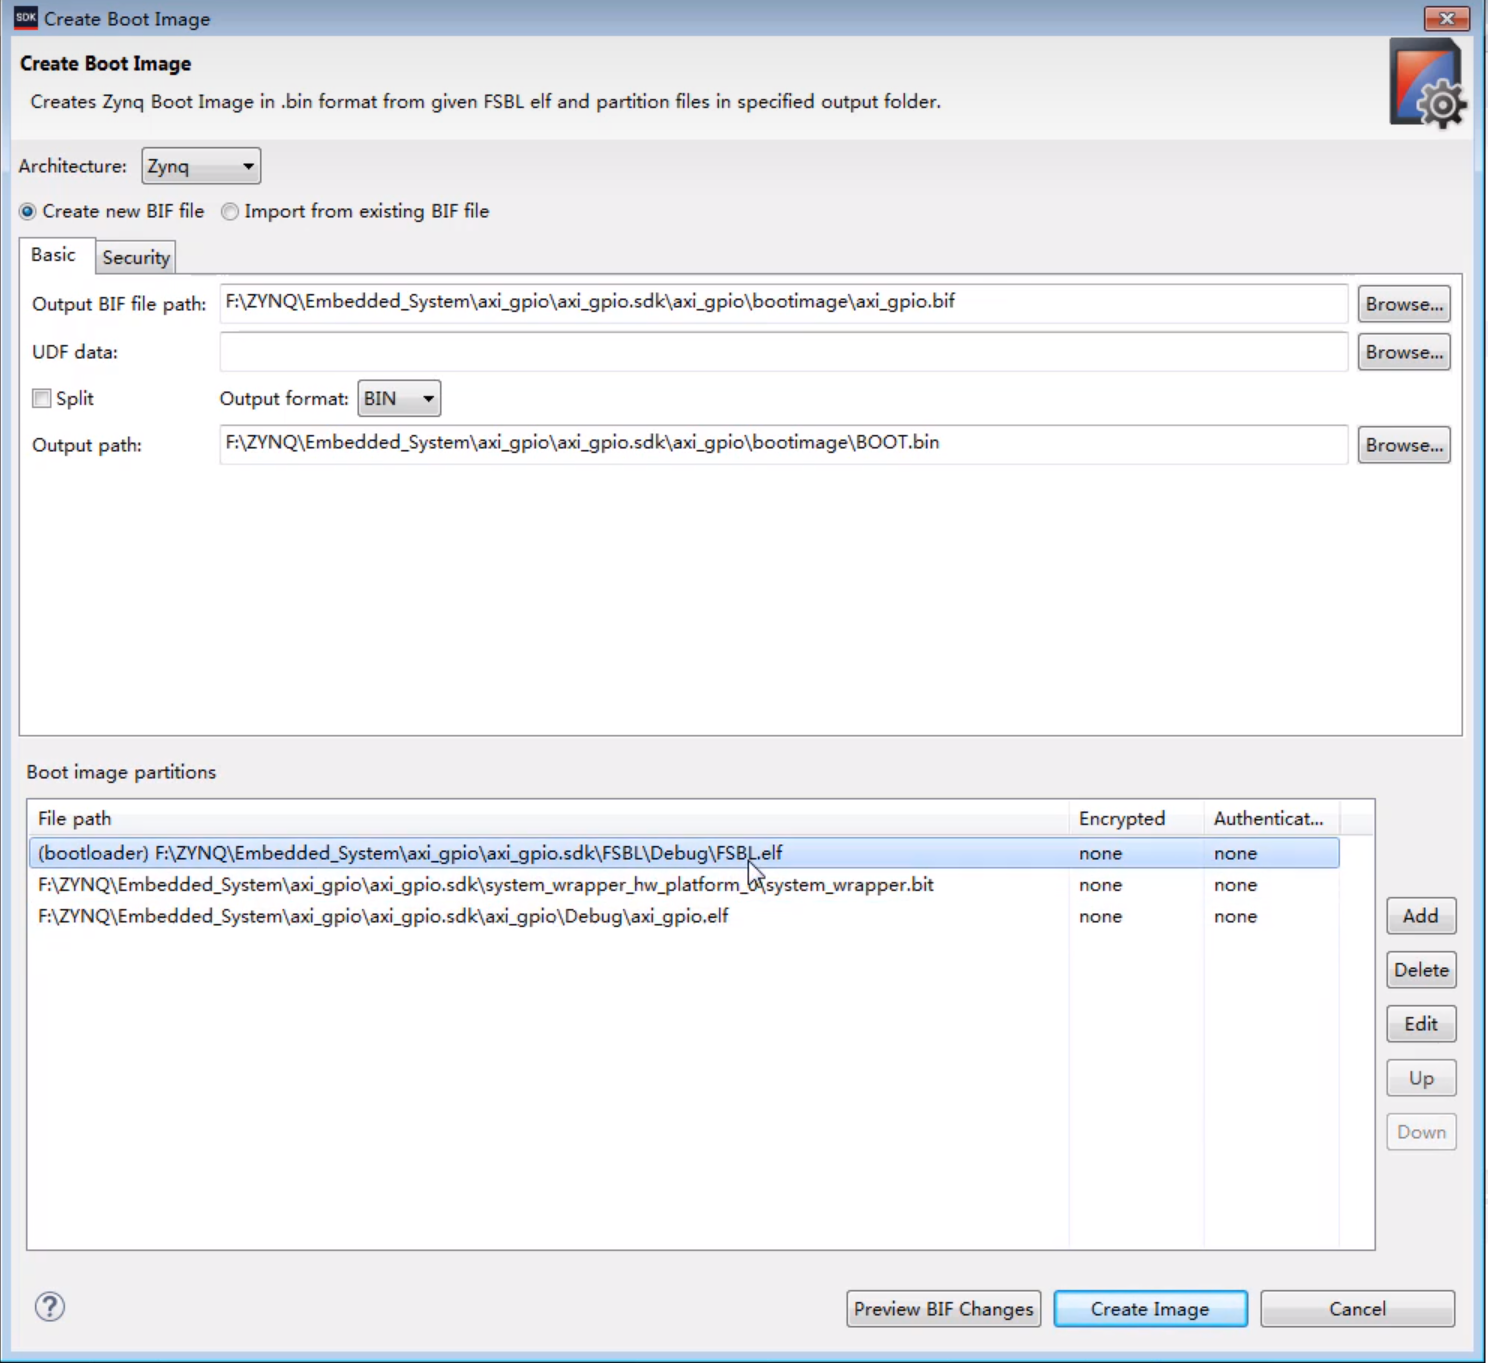 SDK Create Boot Image
Create Boot Image
Creates Zynq Boot Image in .bin format from given FSBL elf and partition files in specified output folder.
Architecture: Zynq
Create new BIF file Import from existing BIF file
Basic Security
Output BIF file path: F:\ZYNQ\Embedded_System\axi_gpio\axi_gpio.sdk\axi_gpio\bootimage\axi_gpio.bif Browse...
UDF data: Browse...
Split Output format: BIN
Output path: F:\ZYNQ\Embedded_System\axi_gpio\axi_gpio.sdk\axi_gpio\bootimage\BOOT.bin Browse...
Boot image partitions
File path Encrypted Authenticat...
(bootloader) F:\ZYNQ\Embedded_System\axi_gpio\axi_gpio.sdk\FSBL\Debug\FSBL.elf none none
F:\ZYNQ\Embedded_System\axi_gpio\axi_gpio.sdk\system_wrapper_hw_platform_0\system_wrapper.bit none none
F:\ZYNQ\Embedded_System\axi_gpio\axi_gpio.sdk\axi_gpio\Debug\axi_gpio.elf none none
Add
Delete
Edit
Up
Down
? Preview BIF Changes Create Image Cancel